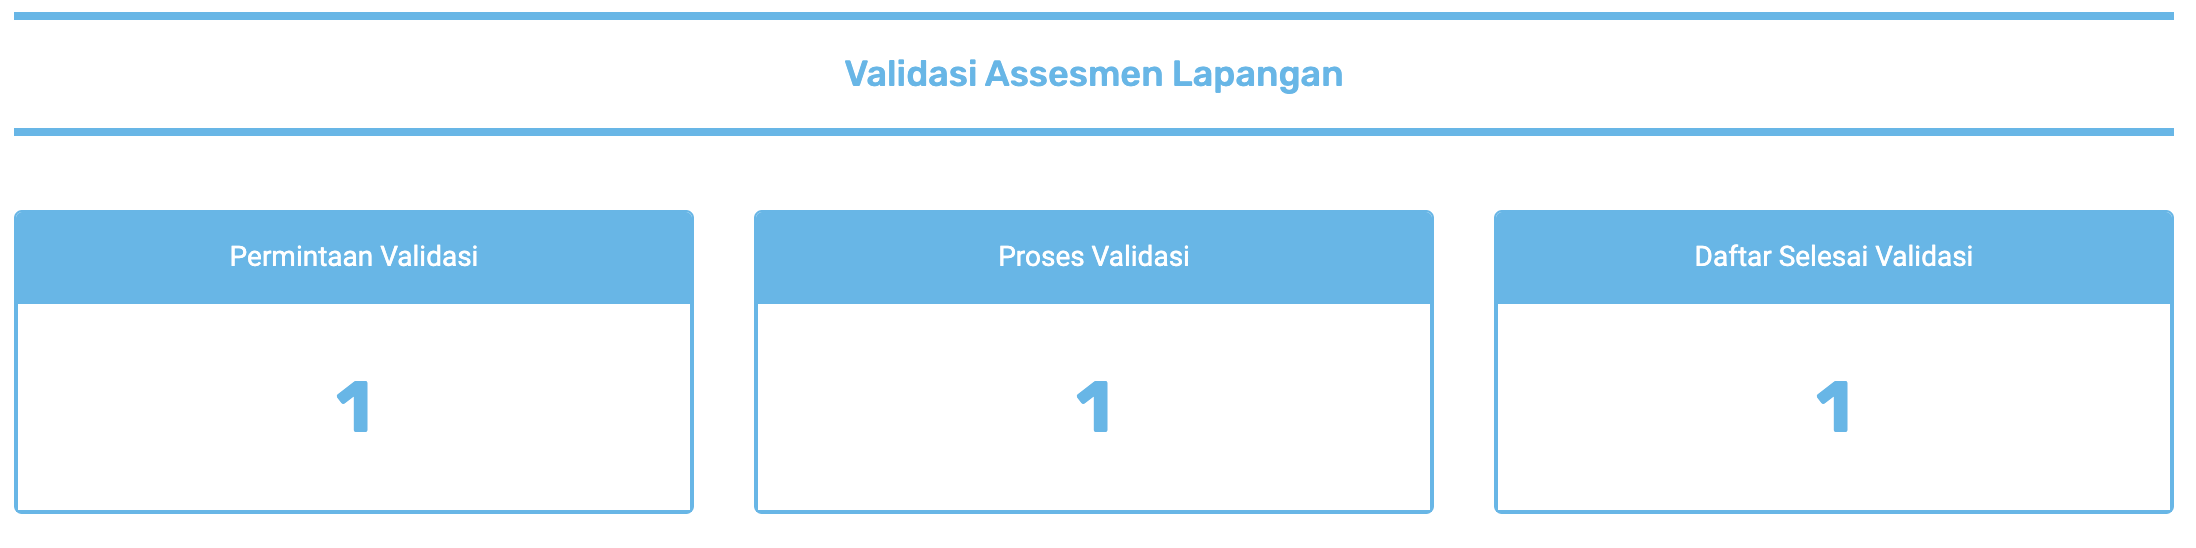 Validasi Assesmen Lapangan
Permintaan Validasi
1
Proses Validasi
1
Daftar Selesai Validasi
1